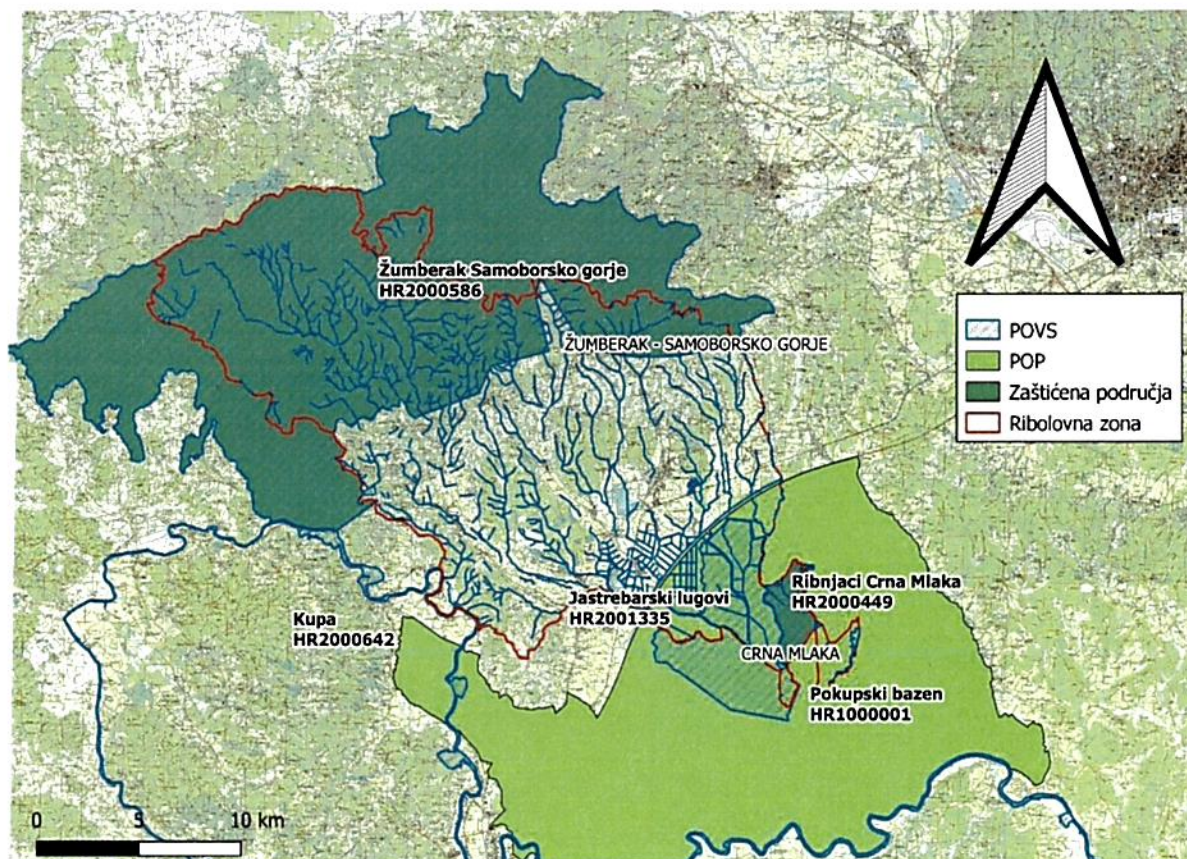 Žumberak Samoborsko gorje
HR2000586
ŽUMBERAK - SAMOBORSKO GORJE
POVS
POP
Zaštićena područja
Ribolovna zona
Jastrebarski lugovi
HR2001335
Ribnjaci Crna Mlaka
HR2000449
Kupa
HR2000642
CRNA MLAKA
Pokupski bazen
HR1000001
0 5 10 km